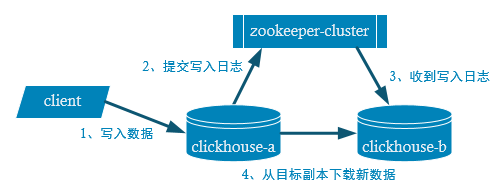 zookeeper-cluster
2、提交写入日志
3、收到写入日志
client
1、写入数据
clickhouse-a
clickhouse-b
4、从目标副本下载新数据